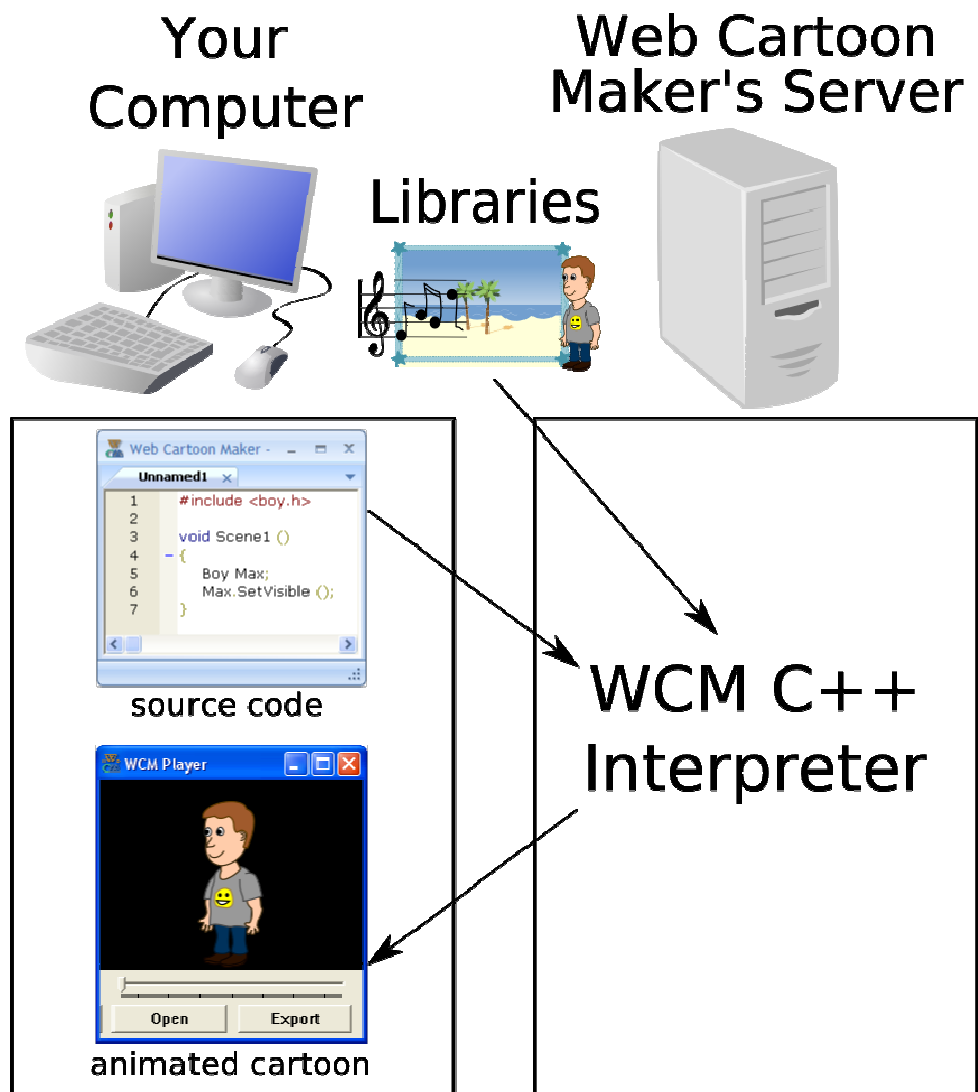 Your
Computer
Web Cartoon
Maker's Server
Libraries
Web Cartoon Maker -
Unnamed1
1 #include <boy.h>
2
3 void Scene1 ()
4 {
5 Boy Max;
6 Max.SetVisible ();
7 }
source code
WCM C++
Interpreter
WCM Player
Open Export
animated cartoon